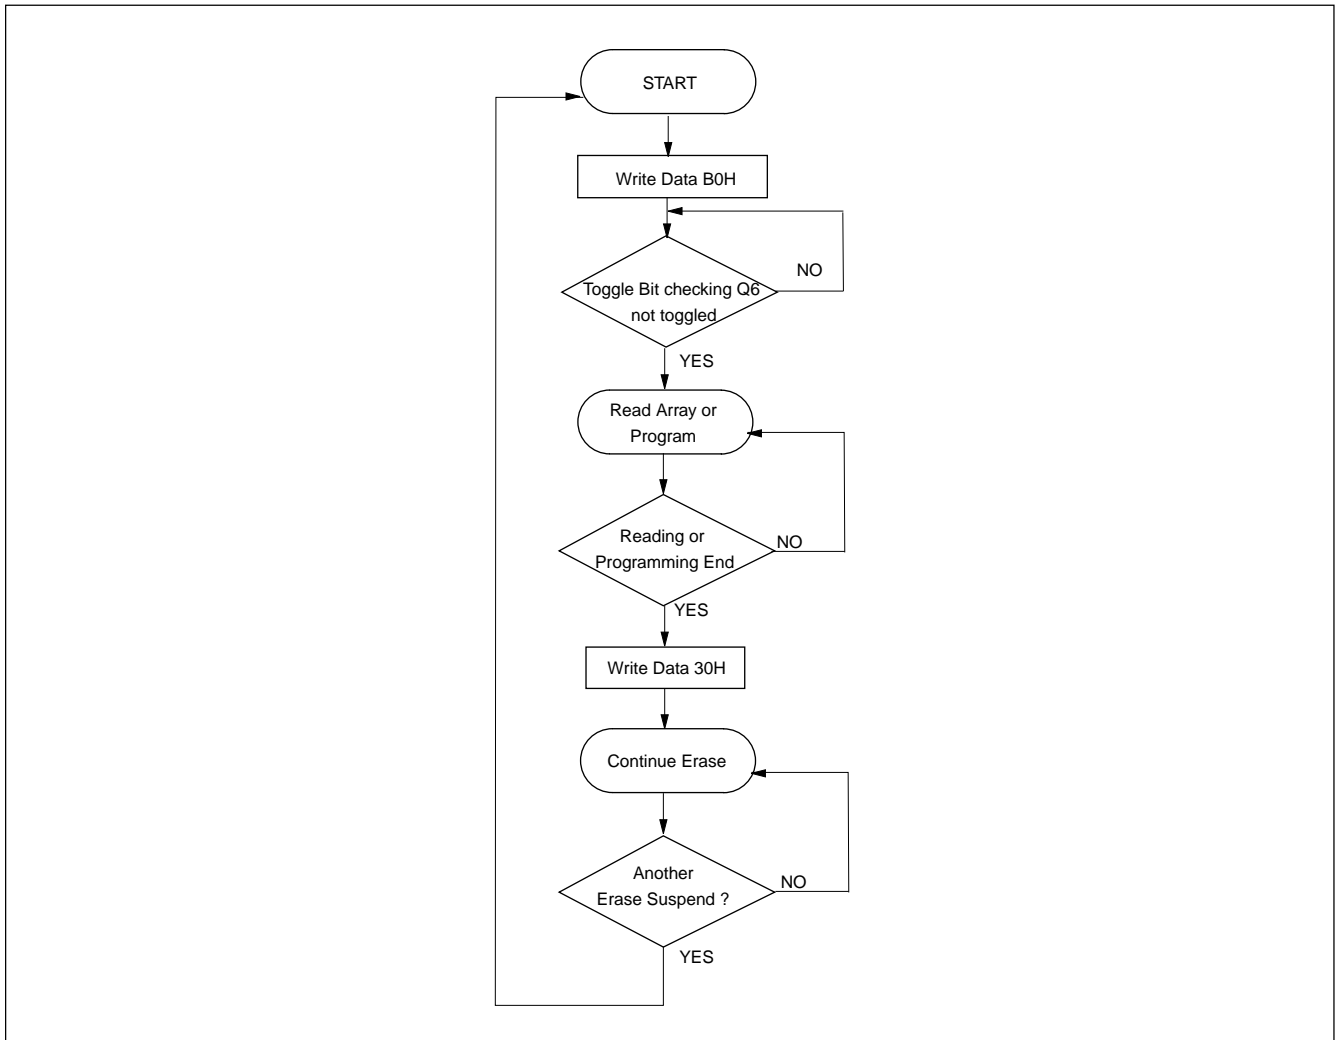 START
Write Data B0H
NO
Toggle Bit checking Q6
not toggled
YES
Read Array or
Program
Reading or
NO
Programming End
YES
Write Data 30H
Continue Erase
Another
NO
Erase Suspend ?
YES